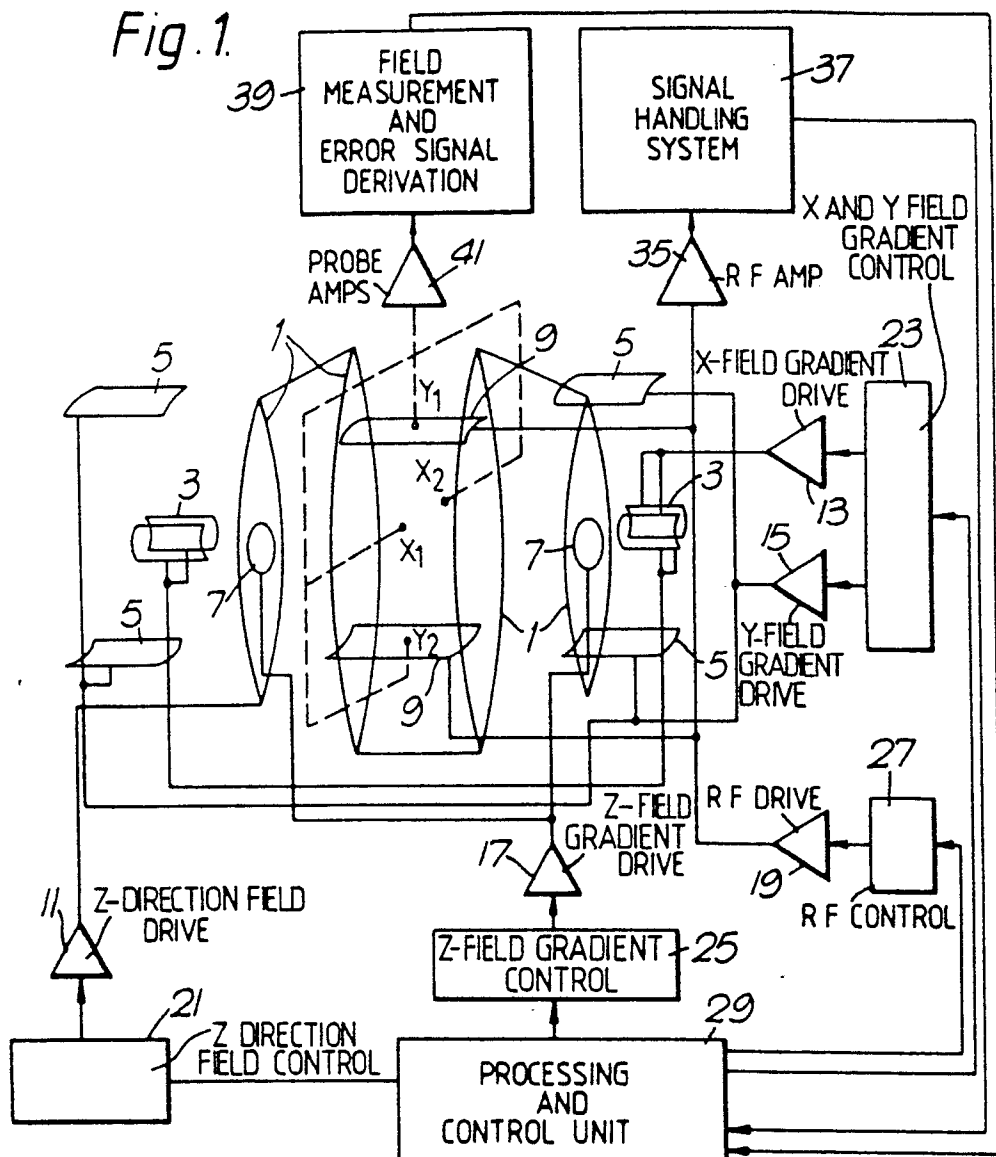 Fig.1.
39
FIELD
MEASUREMENT
AND
ERROR SIGNAL
DERIVATION
SIGNAL
HANDLING
SYSTEM
37
X AND Y FIELD
GRADIENT
CONTROL
PROBE
AMPS
41
35
R F AMP.
23
X-FIELD GRADIENT
DRIVE
13
1
9
5
5
Y1
X2
X1
3
3
7
7
15
Y-FIELD
GRADIENT
DRIVE
5
Y2
9
1
5
27
R F DRIVE
19
R F CONTROL
Z-FIELD
GRADIENT
DRIVE
17
11
Z-DIRECTION FIELD
DRIVE
Z-FIELD GRADIENT
CONTROL
25
21
Z DIRECTION
FIELD CONTROL
29
PROCESSING
AND
CONTROL UNIT